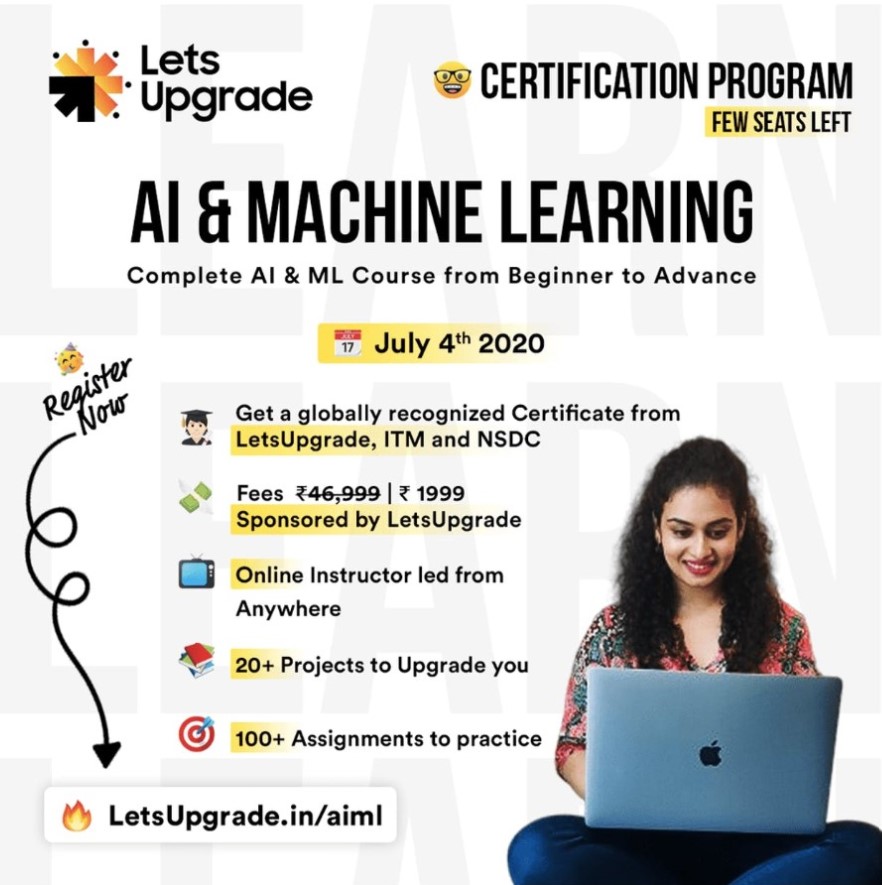 Lets
Upgrade
CERTIFICATION PROGRAM
FEW SEATS LEFT
AI & MACHINE LEARNING
Complete AI & ML Course from Beginner to Advance
JULY
17
July 4th 2020
Register
Now
Get a globally recognized Certificate from
LetsUpgrade, ITM and NSDC
Fees ₹46,999 | ₹ 1999
Sponsored by LetsUpgrade
Online Instructor led from
Anywhere
20+ Projects to Upgrade you
100+ Assignments to practice
LetsUpgrade.in/aiml
LEARN
LEARN
LEARN